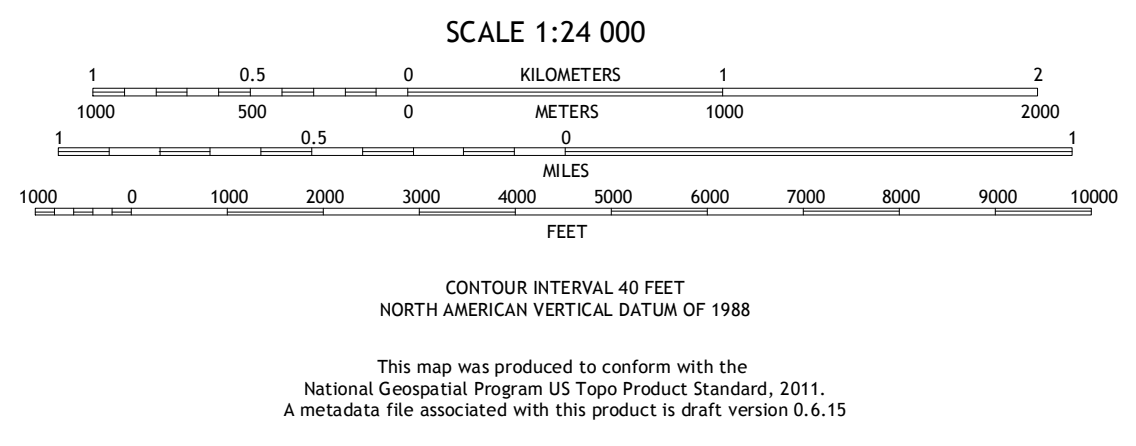 SCALE 1:24 000
1 0.5 0 KILOMETERS 1 2
1000 500 0 METERS 1000 2000
1 0.5 0 1
MILES
1000 0 1000 2000 3000 4000 5000 6000 7000 8000 9000 10000
FEET
CONTOUR INTERVAL 40 FEET
NORTH AMERICAN VERTICAL DATUM OF 1988
This map was produced to conform with the
National Geospatial Program US Topo Product Standard, 2011.
A metadata file associated with this product is draft version 0.6.15